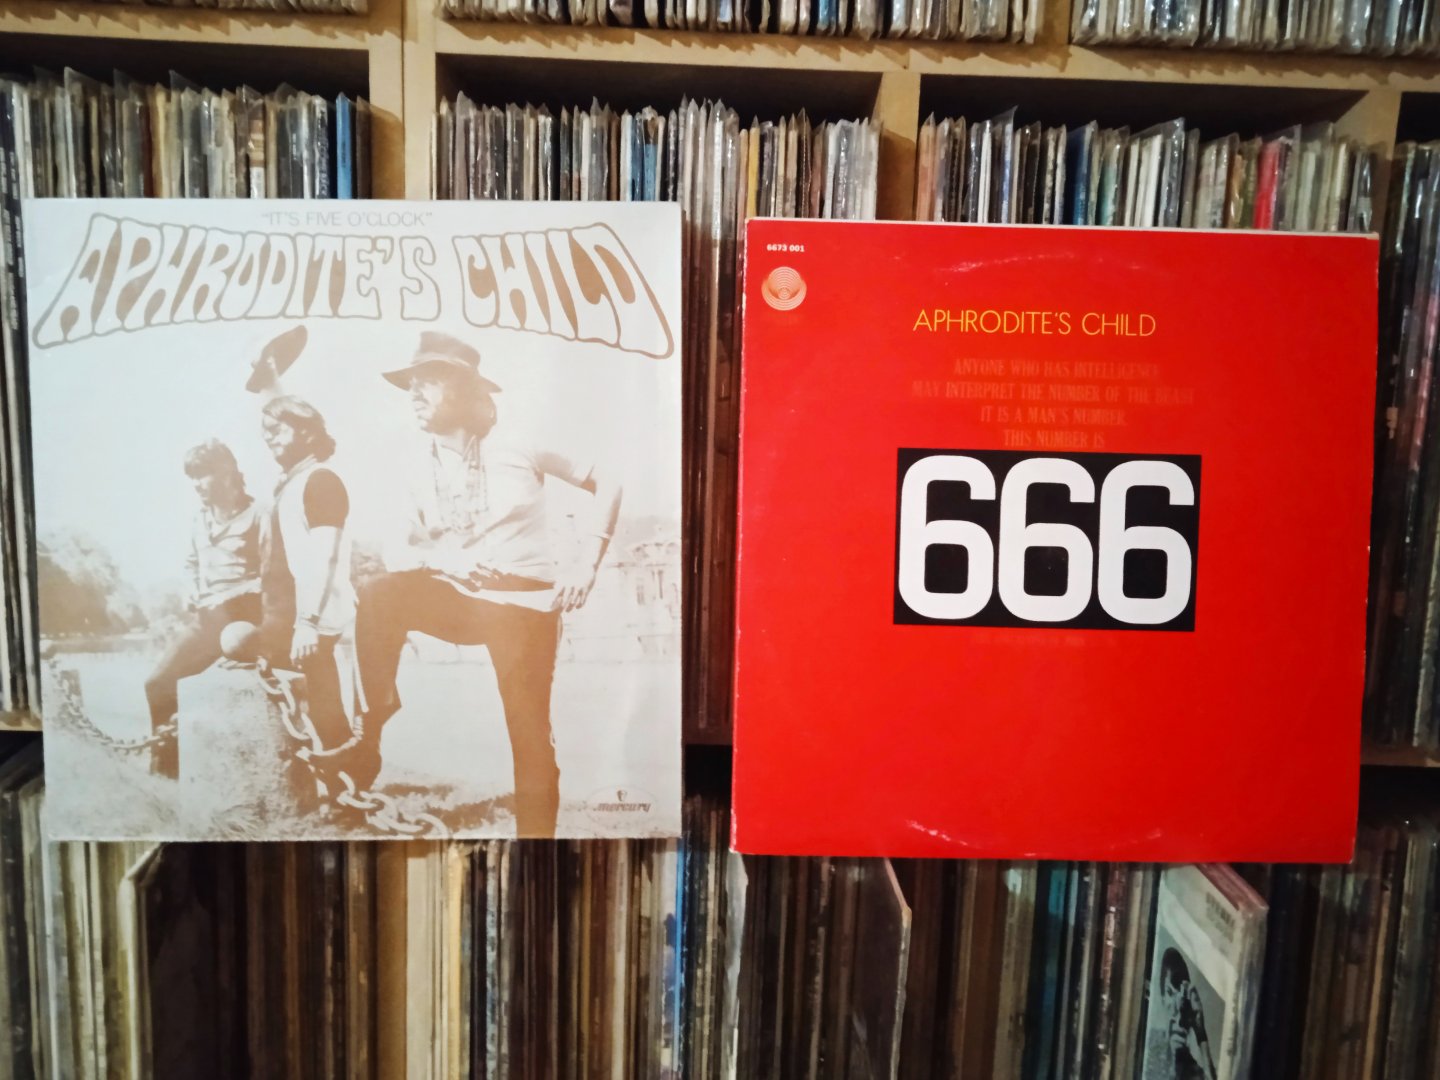 "IT'S FIVE O'CLOCK"
APHRODITE'S CHILD
mercury
6673 001
APHRODITE'S CHILD
ANYONE WHO HAS INTELLIGENCE
MAY INTERPRET THE NUMBER OF THE BEAST
IT IS A MAN'S NUMBER.
THIS NUMBER IS
666